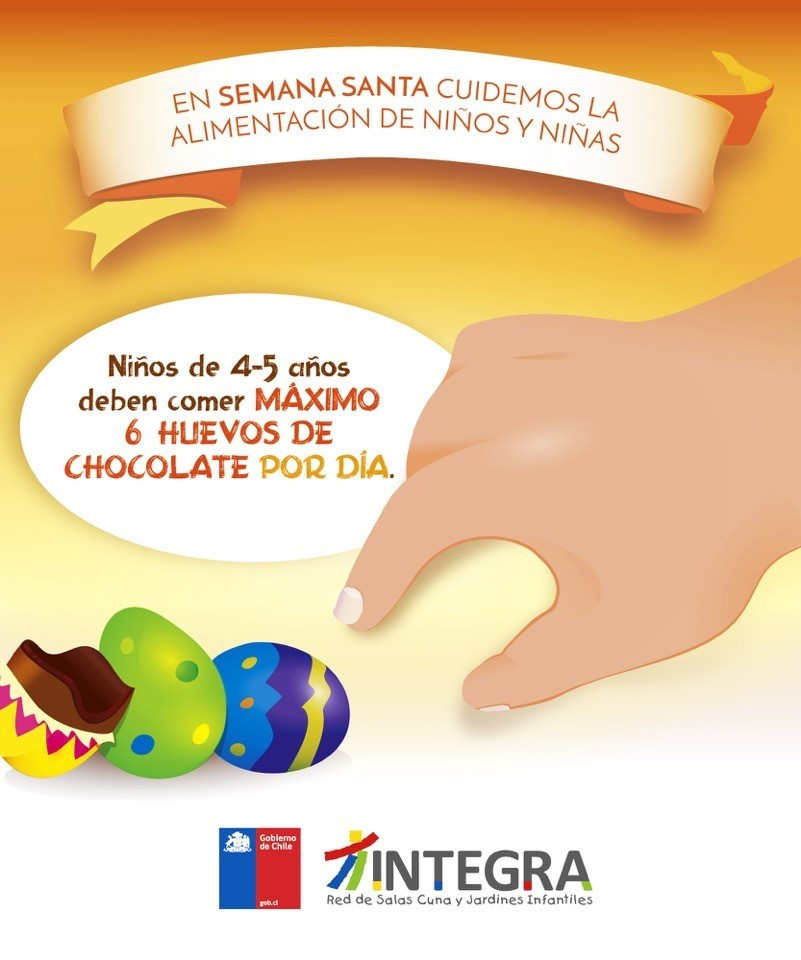 EN SEMANA SANTA CUIDEMOS LA
ALIMENTACIÓN DE NIÑOS Y NIÑAS
Niños de 4-5 años
deben comer MÁXIMO
6 HUEVOS DE
CHOCOLATE POR DÍA.
Gobierno
de Chile
gob.cl
INTEGRA
Red de Salas Cuna y Jardines Infantiles